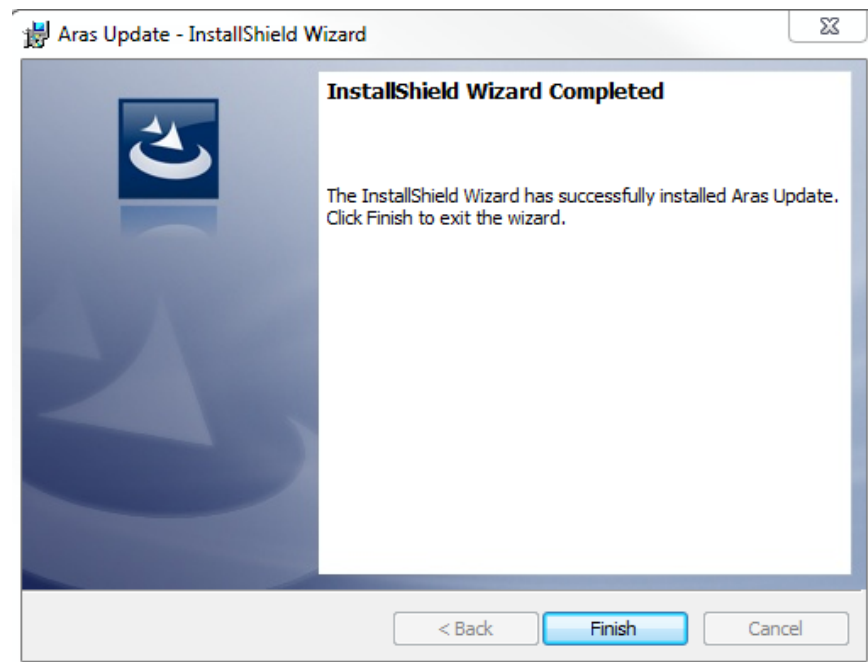 Aras Update - InstallShield Wizard
InstallShield Wizard Completed
The InstallShield Wizard has successfully installed Aras Update.
Click Finish to exit the wizard.
< Back
Finish
Cancel